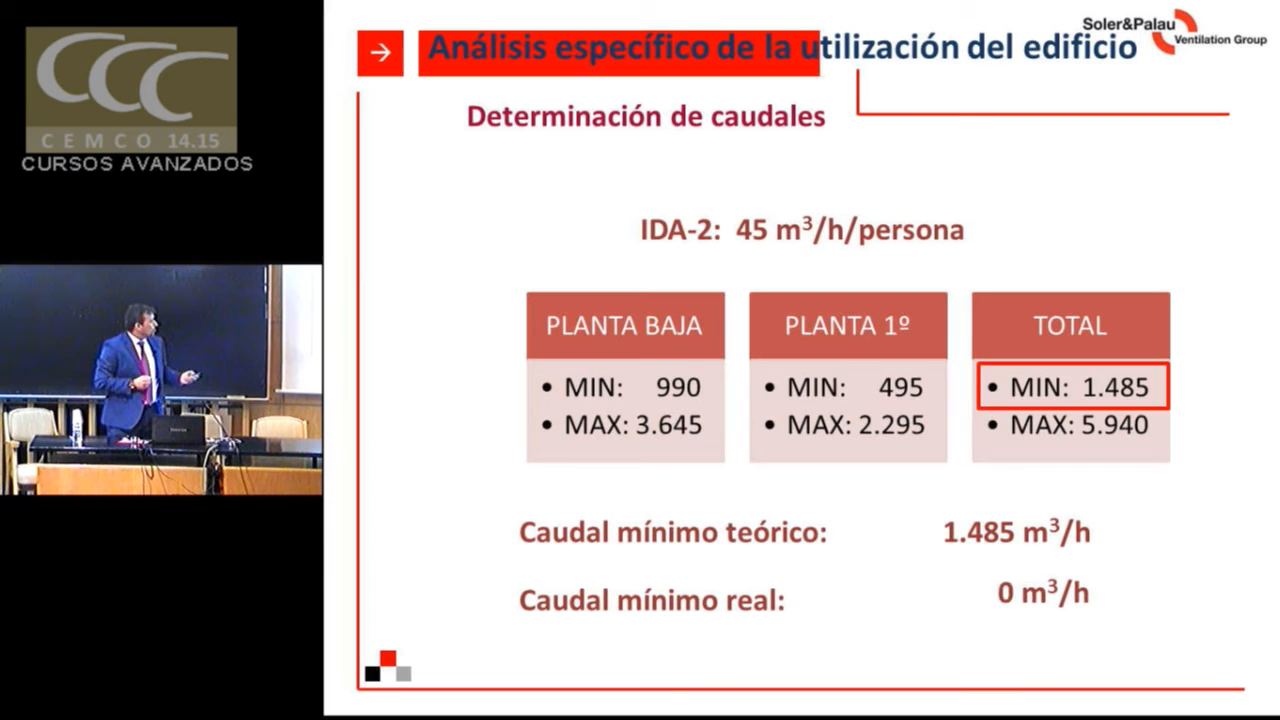 CCC
CEMCO 14.15
CURSOS AVANZADOS
Soler&Palau
Ventilation Group
→ Análisis específico de la utilización del edificio
Determinación de caudales
IDA-2: 45 m³/h/persona
PLANTA BAJA
• MIN: 990
• MAX: 3.645
PLANTA 1º
• MIN: 495
• MAX: 2.295
TOTAL
• MIN: 1.485
• MAX: 5.940
Caudal mínimo teórico: 1.485 m³/h
Caudal mínimo real: 0 m³/h